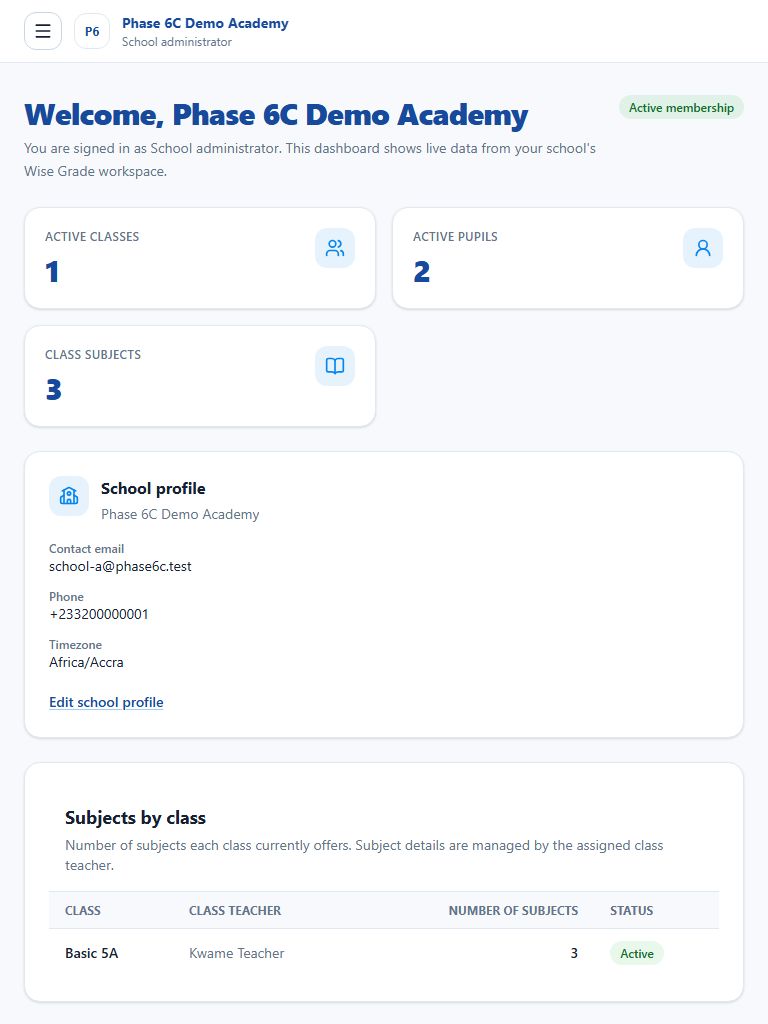 P6
Phase 6C Demo Academy
School administrator
Welcome, Phase 6C Demo Academy
Active membership
You are signed in as School administrator. This dashboard shows live data from your school's
Wise Grade workspace.
ACTIVE CLASSES
1
ACTIVE PUPILS
2
CLASS SUBJECTS
3
School profile
Phase 6C Demo Academy
Contact email
school-a@phase6c.test
Phone
+233200000001
Timezone
Africa/Accra
Edit school profile
Subjects by class
Number of subjects each class currently offers. Subject details are managed by the assigned class
teacher.
CLASS CLASS TEACHER NUMBER OF SUBJECTS STATUS
Basic 5A Kwame Teacher 3 Active